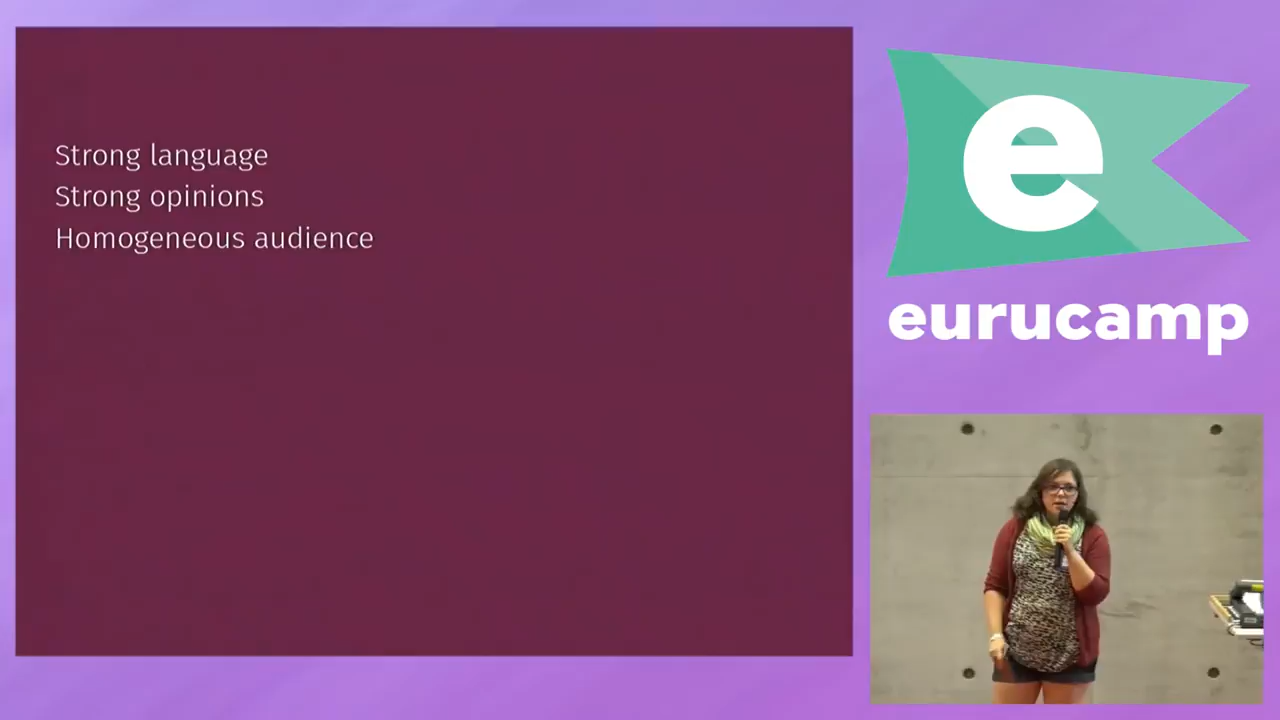 Strong language
Strong opinions
Homogeneous audience
e
eurucamp